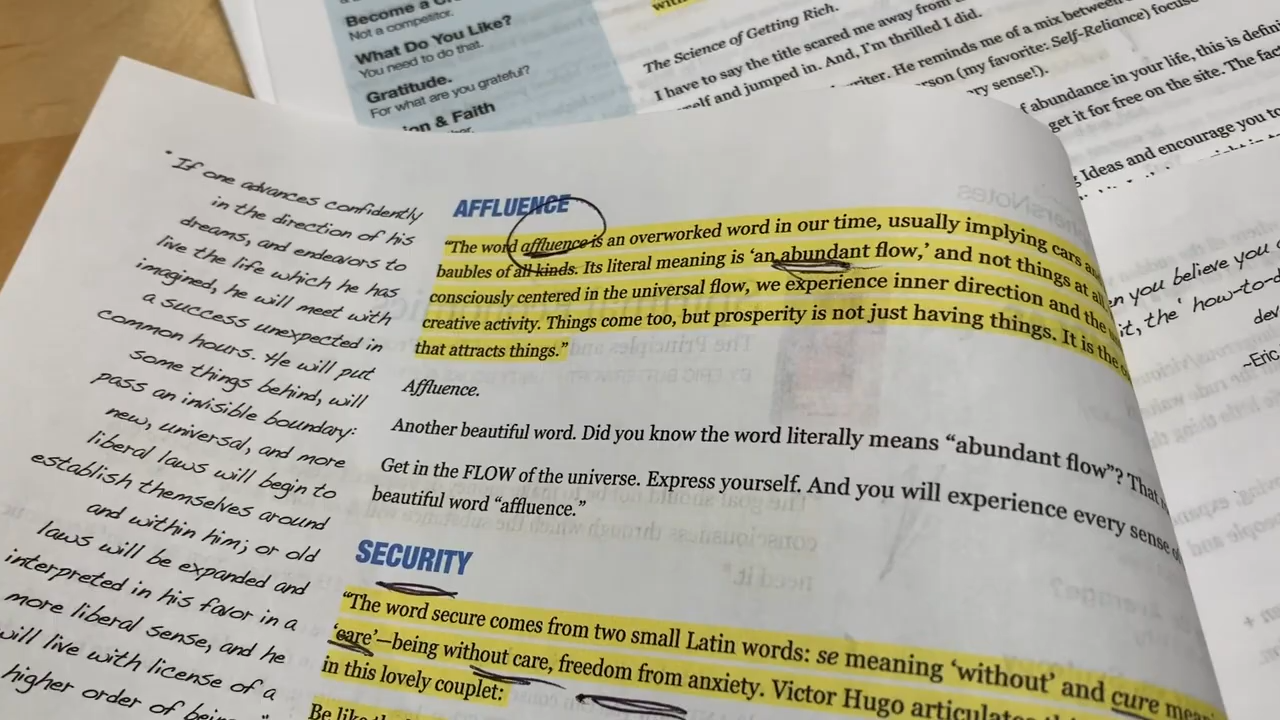 Become a
Not a competitor.
What Do You Like?
You need to do that.
Gratitude.
For what are you grateful?
& Faith
The Science of Getting Rich.
I have to say the title scared me away from
and jumped in. And, I'm thrilled I did.
He reminds me of a mix between
(my favorite: Self-Reliance)
sense!).
abundance in your life, this is
get it for free on the site. The
Ideas and encourage you to
"If one advances confidently
in the direction of his
dreams, and endeavors to
live the life which he has
imagined, he will meet with
a success unexpected in
common hours. He will put
some things behind, will
pass an invisible boundary:
new, universal, and more
liberal laws will begin to
establish themselves around
and within him; or old
laws will be expanded and
interpreted in his favor in a
more liberal sense, and he
will live with license of a
higher order of
AFFLUENCE
“The word affluence is an overworked word in our time, usually implying cars
baubles of all kinds. Its literal meaning is ‘an abundant flow,’ and not things at all
consciously centered in the universal flow, we experience inner direction and the
creative activity. Things come too, but prosperity is not just having things. It is the
that attracts things.”
Affluence.
Another beautiful word. Did you know the word literally means “abundant flow”? That
Get in the FLOW of the universe. Express yourself. And you will experience every sense
beautiful word “affluence.”
SECURITY
“The word secure comes from two small Latin words: se meaning ‘without’ and cure
‘care’—being without care, freedom from anxiety. Victor Hugo articulates
in this lovely couplet:
Be like
you believe you
it, the 'how-to-